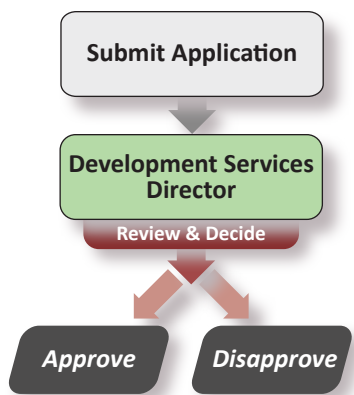 Submit Application
Development Services
Director
Review & Decide
Approve
Disapprove